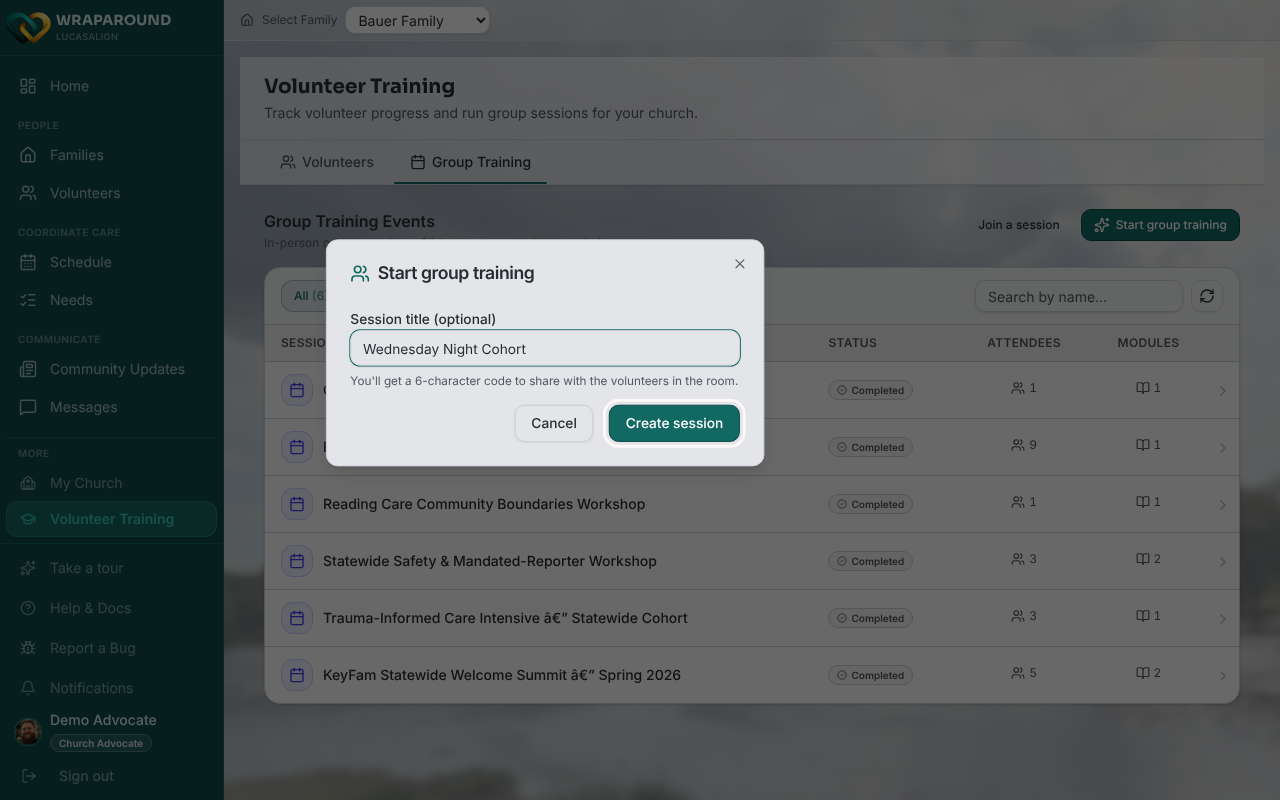 WRAPAROUND
LUCASALIGN
Select Family
Bauer Family
Home
PEOPLE
Families
Volunteers
COORDINATE CARE
Schedule
Needs
COMMUNICATE
Community Updates
Messages
MORE
My Church
Volunteer Training
Take a tour
Help & Docs
Report a Bug
Notifications
Demo Advocate
Church Advocate
Sign out
Volunteer Training
Track volunteer progress and run group sessions for your church.
Volunteers
Group Training
Group Training Events
In-person
Join a session
Start group training
All (6)
Search by name...
STATUS
ATTENDEES
MODULES
Completed
1
1
Completed
9
1
Reading Care Community Boundaries Workshop
Completed
1
1
Statewide Safety & Mandated-Reporter Workshop
Completed
3
2
Trauma-Informed Care Intensive â€” Statewide Cohort
Completed
3
1
KeyFam Statewide Welcome Summit â€” Spring 2026
Completed
5
2
Start group training
Session title (optional)
Wednesday Night Cohort
You'll get a 6-character code to share with the volunteers in the room.
Cancel
Create session